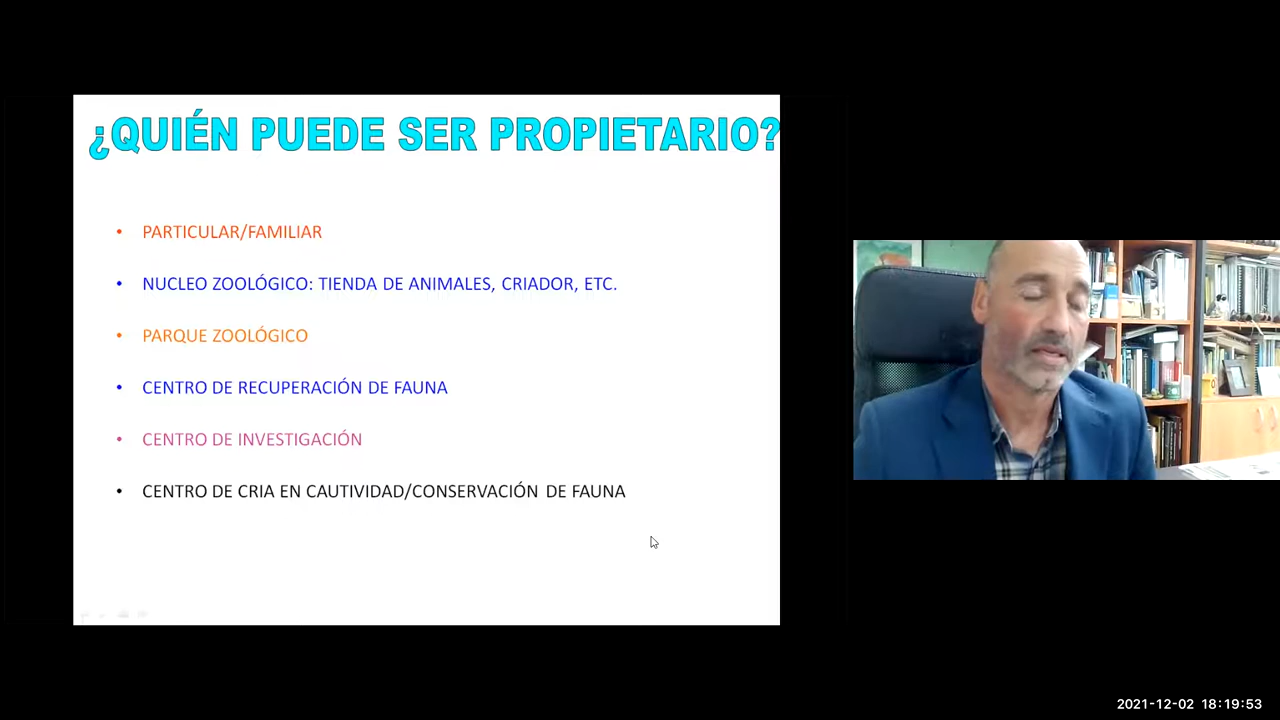 ¿QUIÉN PUEDE SER PROPIETARIO?
• PARTICULAR/FAMILIAR
• NUCLEO ZOOLÓGICO: TIENDA DE ANIMALES, CRIADOR, ETC.
• PARQUE ZOOLÓGICO
• CENTRO DE RECUPERACIÓN DE FAUNA
• CENTRO DE INVESTIGACIÓN
• CENTRO DE CRIA EN CAUTIVIDAD/CONSERVACIÓN DE FAUNA
2021-12-02 18:19:53